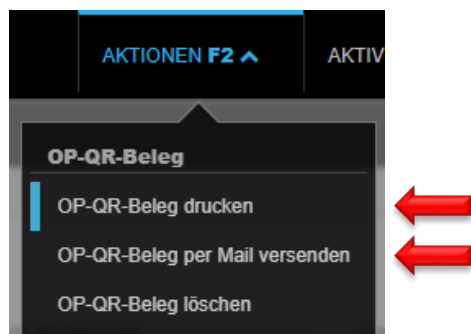 AKTIONEN F2 AKTIV
OP-QR-Beleg
OP-QR-Beleg drucken
OP-QR-Beleg per Mail versenden
OP-QR-Beleg löschen